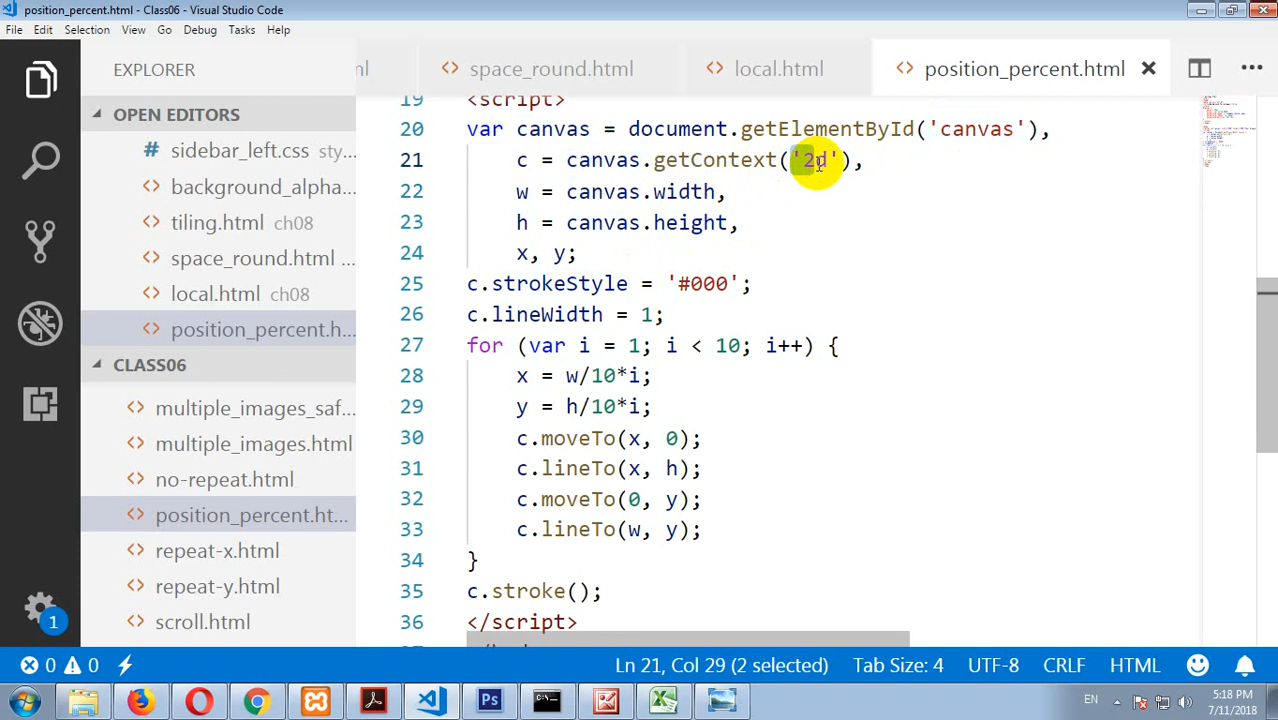 position_percent.html - Class06 - Visual Studio Code
File Edit Selection View Go Debug Tasks Help
EXPLORER
OPEN EDITORS
sidebar_left.css sty...
background_alpha...
tiling.html ch08
space_round.html ...
local.html ch08
position_percent.h...
CLASS06
multiple_images_saf...
multiple_images.html
no-repeat.html
position_percent.ht...
repeat-x.html
repeat-y.html
scroll.html
1
space_round.html local.html position_percent.html
19 <script>
20 var canvas = document.getElementById('canvas'),
21 c = canvas.getContext('2d'),
22 w = canvas.width,
23 h = canvas.height,
24 x, y;
25 c.strokeStyle = '#000';
26 c.lineWidth = 1;
27 for (var i = 1; i < 10; i++) {
28 x = w/10*i;
29 y = h/10*i;
30 c.moveTo(x, 0);
31 c.lineTo(x, h);
32 c.moveTo(0, y);
33 c.lineTo(w, y);
34 }
35 c.stroke();
36 </script>
0 0 Ln 21, Col 29 (2 selected) Tab Size: 4 UTF-8 CRLF HTML
EN 5:18 PM
7/11/2018